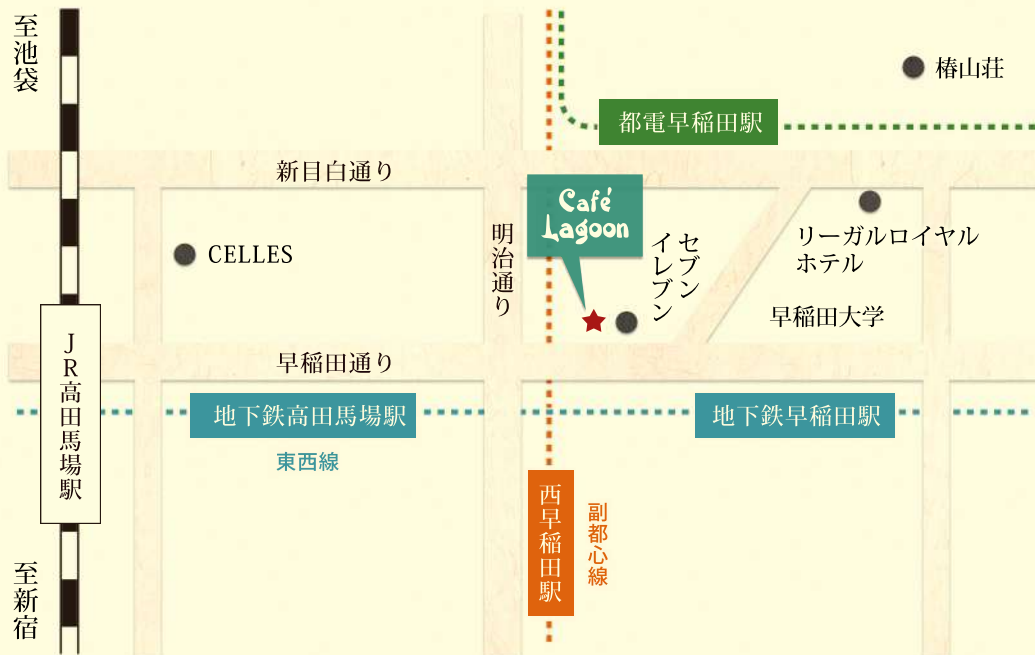 至池袋
椿山荘
都電早稲田駅
新目白通り
Café
Lagoon
明治通り
セブン
イレブン
リーガルロイヤル
ホテル
CELLES
早稲田大学
JR高田馬場駅
早稲田通り
地下鉄高田馬場駅
地下鉄早稲田駅
東西線
西早稲田駅
副都心線
至新宿